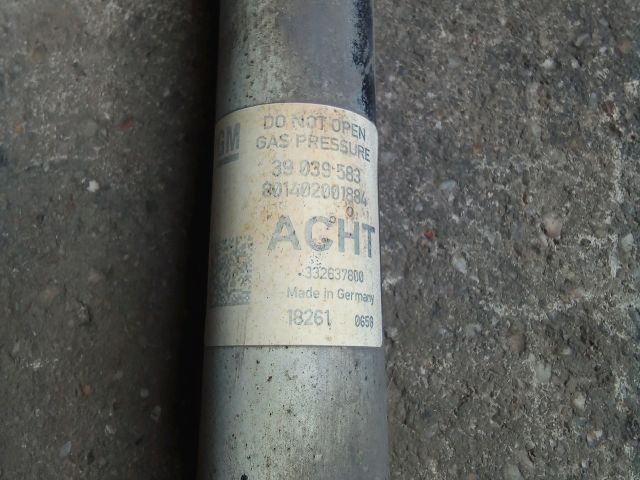 GM
DO NOT OPEN
GAS PRESSURE
39 039 583
801402001884
ACHT
332637800
Made in Germany
18261 0658